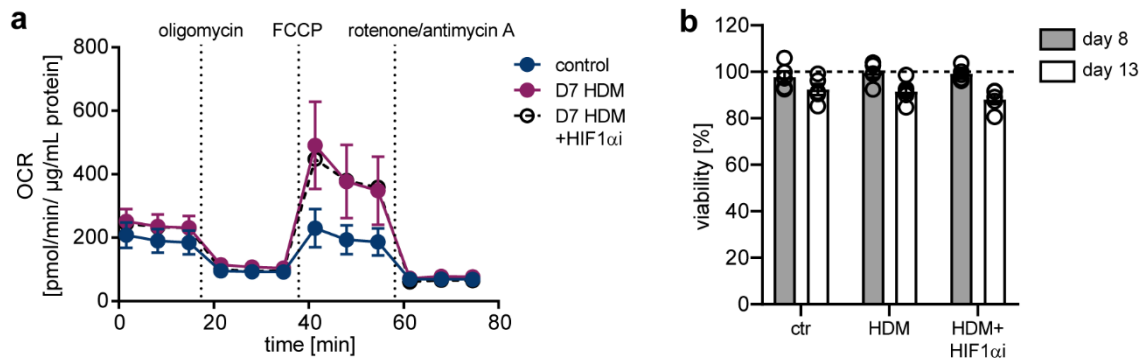 a
oligomycin FCCP rotenone/antimycin A
800
600
400
200
0
OCR
[pmol/min/ µg/mL protein]
0 20 40 60 80
time [min]
control
D7 HDM
D7 HDM
+HIF1αi
b
120
100
80
60
40
20
0
viability [%]
ctr HDM HDM+
HIF1αi
day 8
day 13